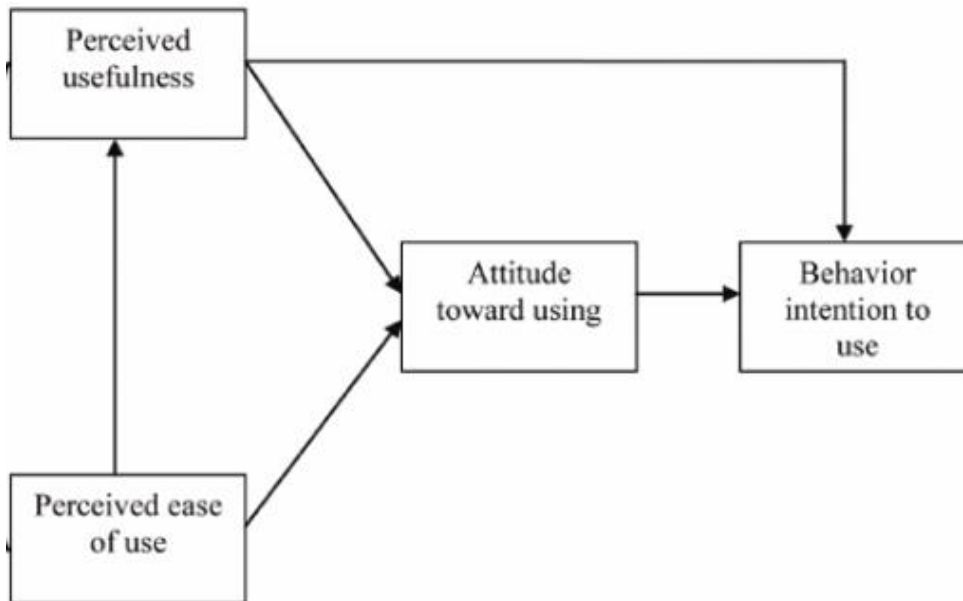 Perceived
usefulness
Attitude
toward using
Behavior
intention to
use
Perceived ease
of use